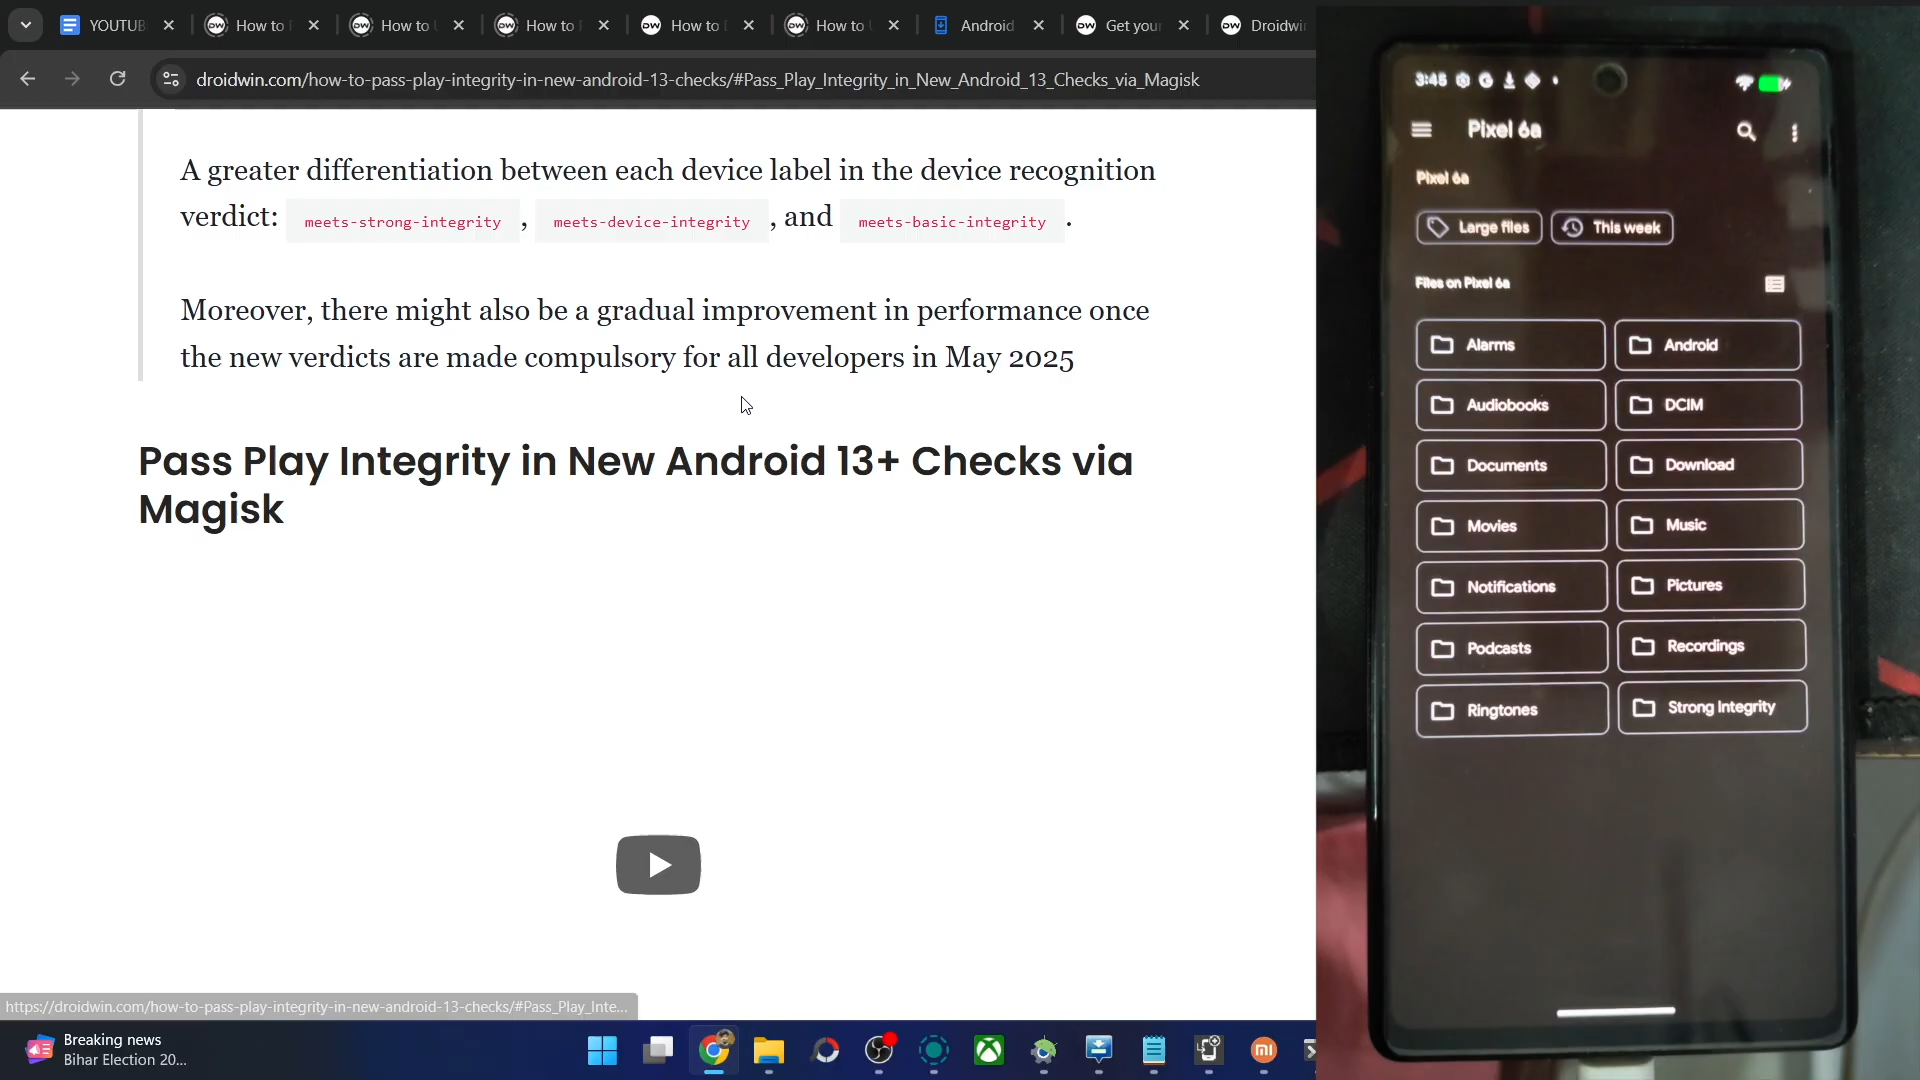 YOUTUB
How to
How to
How to
How to
How to
Android
Get your
Droidwin
droidwin.com/how-to-pass-play-integrity-in-new-android-13-checks/#Pass_Play_Integrity_in_New_Android_13_Checks_via_Magisk
A greater differentiation between each device label in the device recognition
verdict: meets-strong-integrity , meets-device-integrity , and meets-basic-integrity .
Moreover, there might also be a gradual improvement in performance once
the new verdicts are made compulsory for all developers in May 2025
Pass Play Integrity in New Android 13+ Checks via
Magisk
https://droidwin.com/how-to-pass-play-integrity-in-new-android-13-checks/#Pass_Play_Inte...
Breaking news
Bihar Election 20...
3:45
Pixel 6a
Pixel 6a
Large files
This week
Files on Pixel 6a
Alarms
Android
Audiobooks
DCIM
Documents
Download
Movies
Music
Notifications
Pictures
Podcasts
Recordings
Ringtones
Strong Integrity